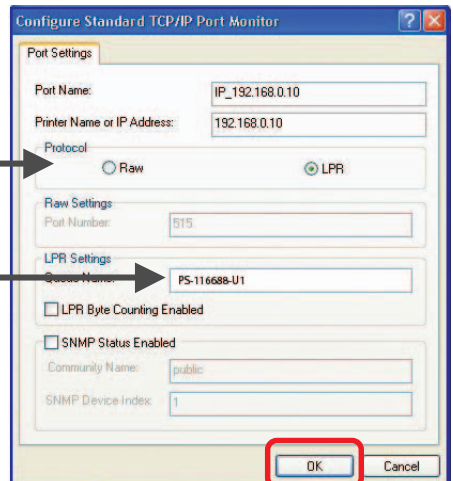 Configure Standard TCP/IP Port Monitor
Port Settings
Port Name: IP_192.168.0.10
Printer Name or IP Address: 192.168.0.10
Protocol
Raw LPR
Raw Settings
Port Number: 515
LPR Settings
Queue Name: PS-116688-U1
LPR Byte Counting Enabled
SNMP Status Enabled
Community Name: public
SNMP Device Index: 1
OK Cancel